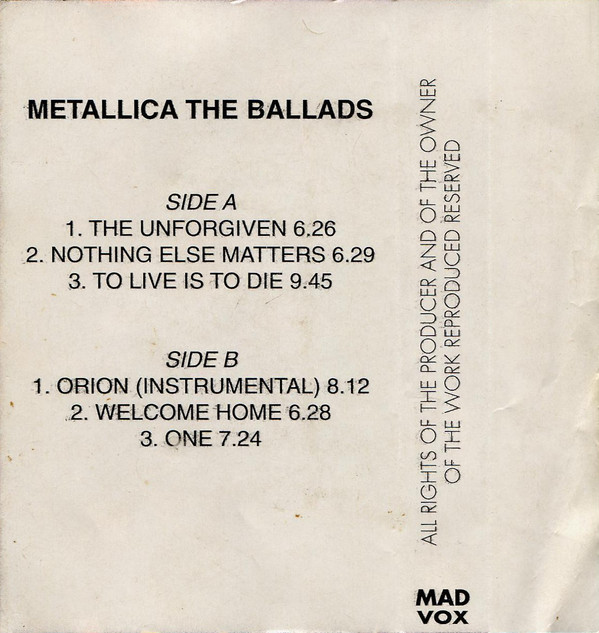 METALLICA THE BALLADS
SIDE A
1. THE UNFORGIVEN 6.26
2. NOTHING ELSE MATTERS 6.29
3. TO LIVE IS TO DIE 9.45
SIDE B
1. ORION (INSTRUMENTAL) 8.12
2. WELCOME HOME 6.28
3. ONE 7.24
ALL RIGHTS OF THE PRODUCER AND OF THE OWNER
OF THE WORK REPRODUCED RESERVED
MAD
VOX